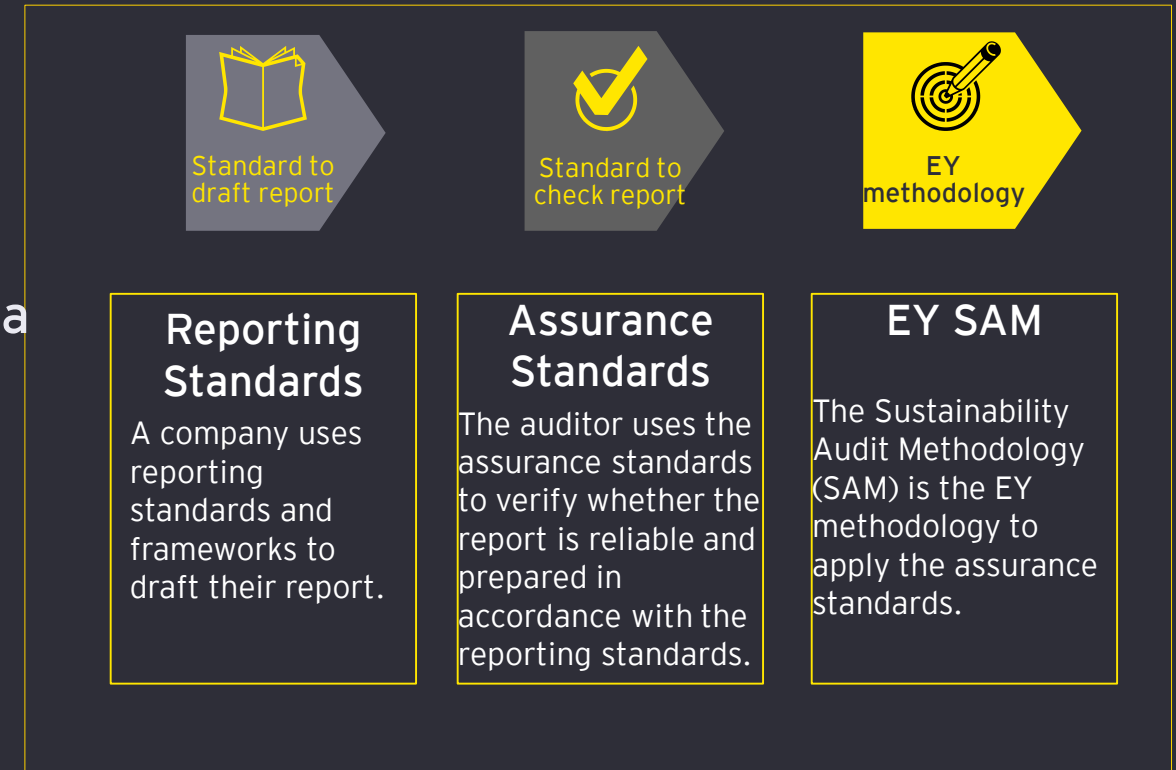 Standard to
draft report
Standard to
check report
EY
methodology
a
Reporting
Standards
A company uses
reporting
standards and
frameworks to
draft their report.
Assurance
Standards
The auditor uses the
assurance standards
to verify whether the
report is reliable and
prepared in
accordance with the
reporting standards.
EY SAM
The Sustainability
Audit Methodology
(SAM) is the EY
methodology to
apply the assurance
standards.